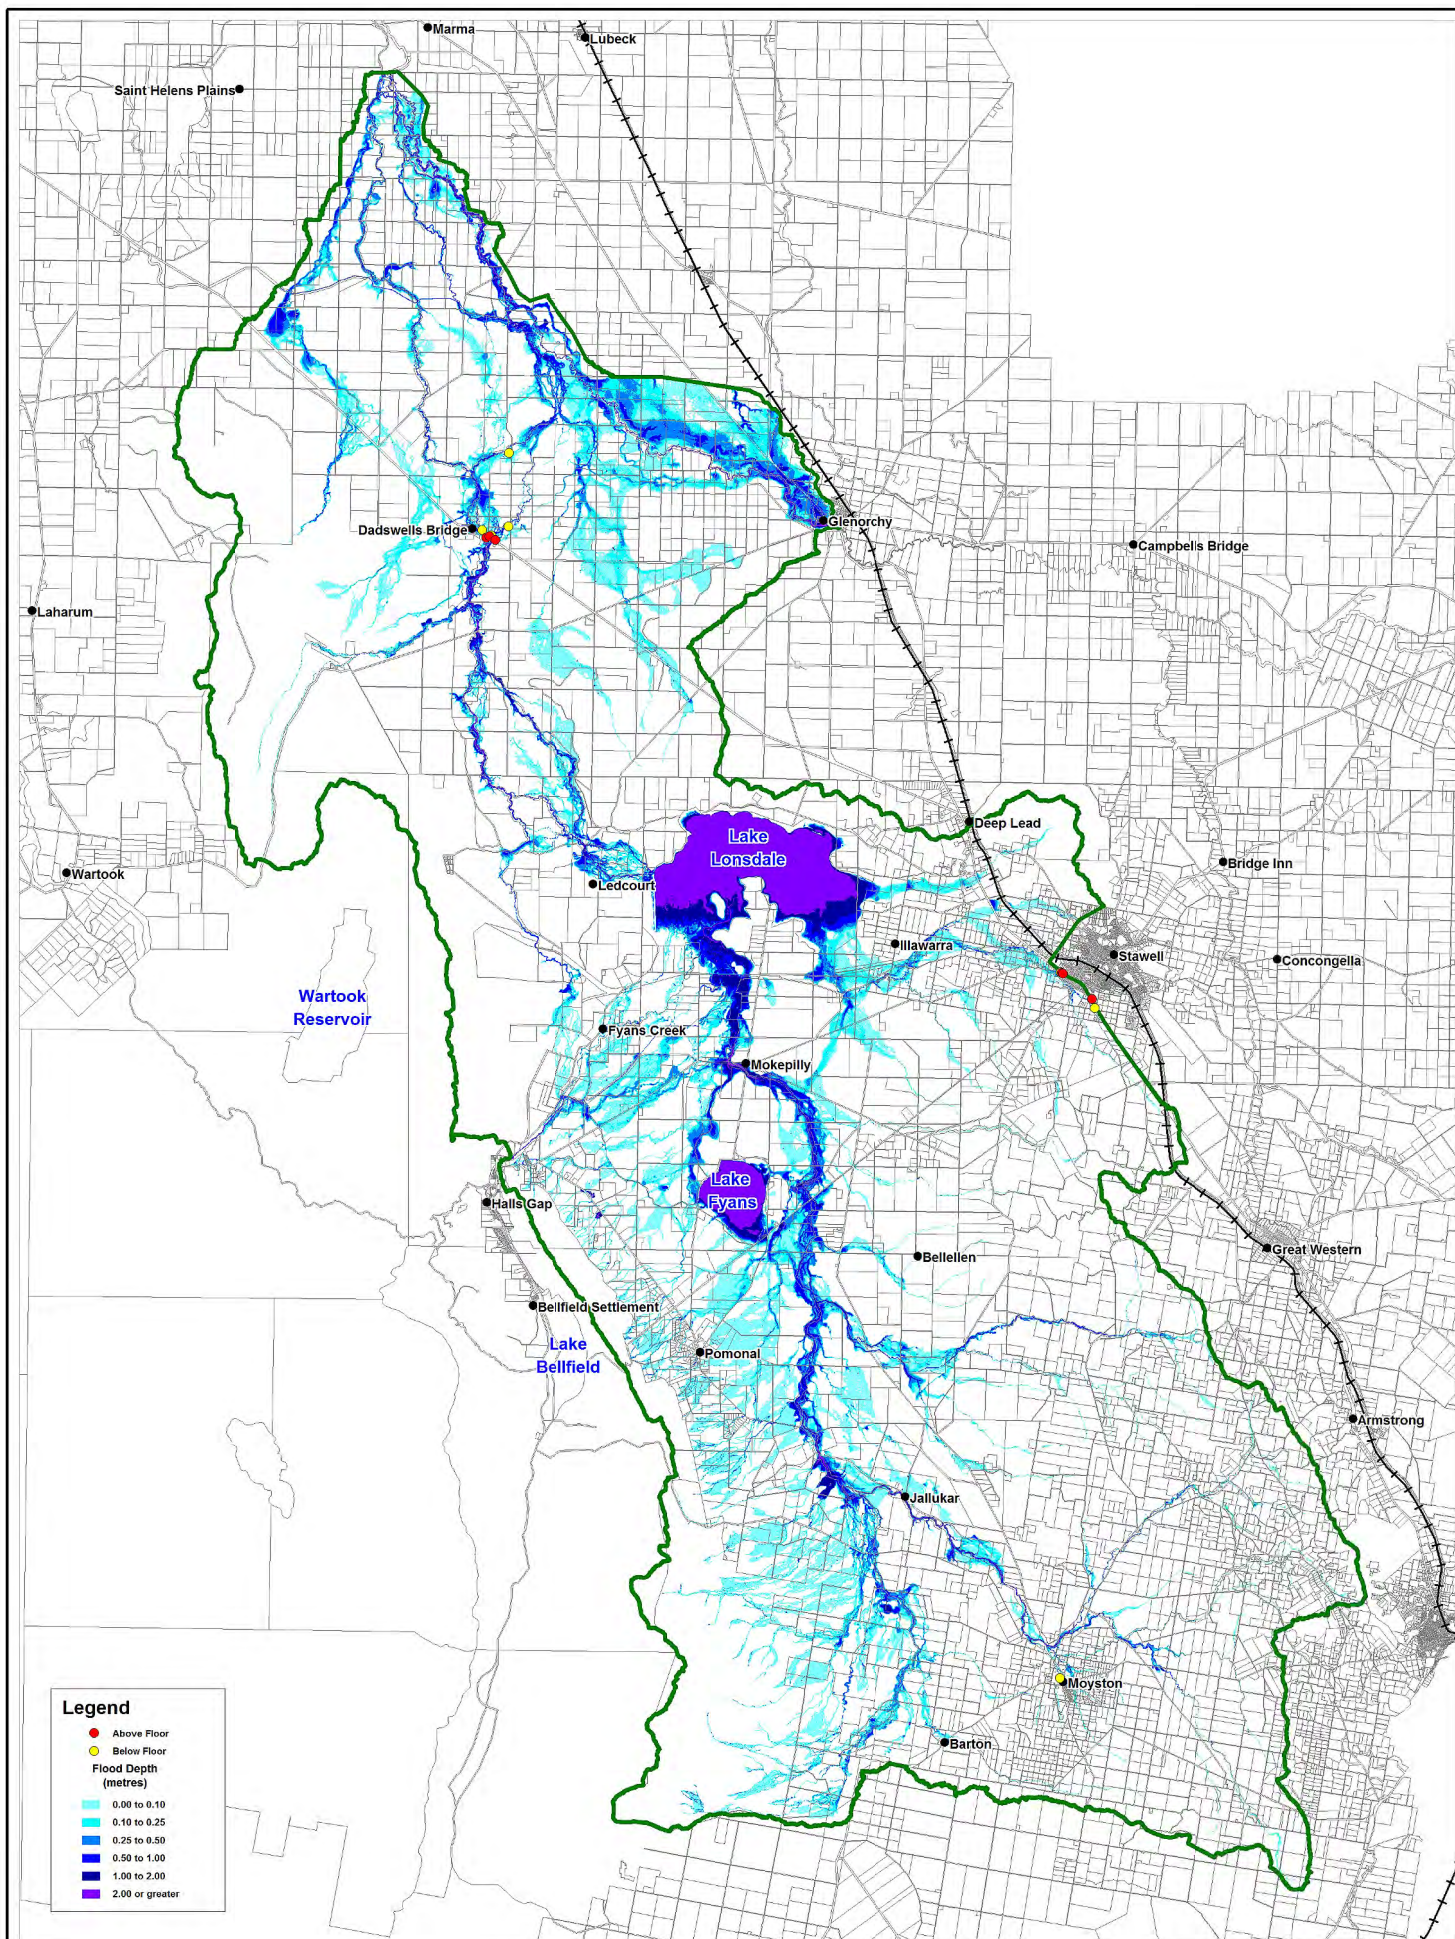 Marma
Lubeck
Saint Helens Plains
Dadswells Bridge
Glenorchy
Campbells Bridge
Laharum
Deep Lead
Lake
Lonsdale
Bridge Inn
Wartook
Ledcourt
Illawarra
Stawell
Concongella
Wartook
Reservoir
Fyans Creek
Mokepilly
Lake
Fyans
Halls Gap
Great Western
Bellellen
Bellfield Settlement
Lake
Bellfield
Pomonal
Armstrong
Jallukar
Moyston
Barton
Legend
Above Floor
Below Floor
Flood Depth
(metres)
0.00 to 0.10
0.10 to 0.25
0.25 to 0.50
0.50 to 1.00
1.00 to 2.00
2.00 or greater